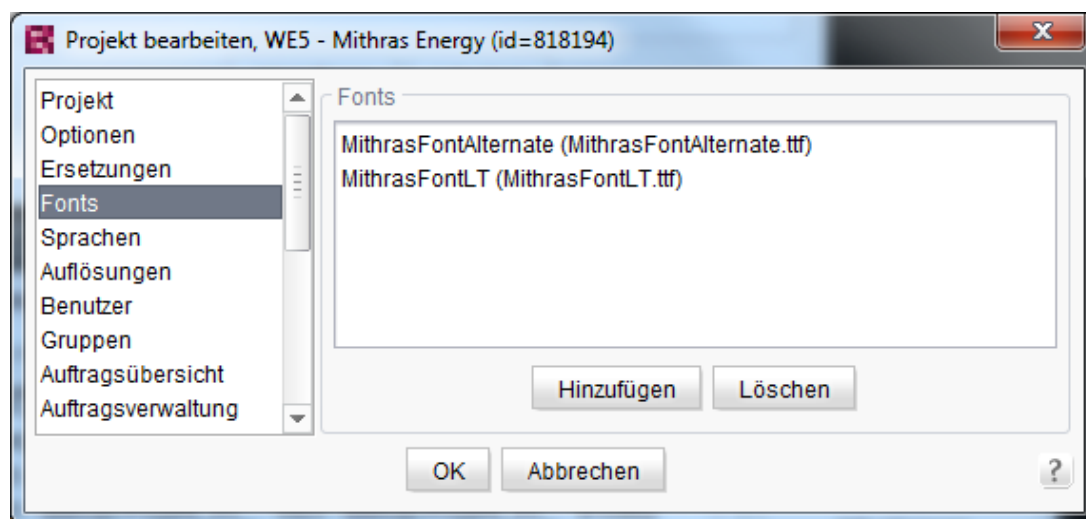 Projekt bearbeiten, WE5 - Mithras Energy (id=818194)
x
Projekt
Optionen
Ersetzungen
Fonts
Sprachen
Auflösungen
Benutzer
Gruppen
Auftragsübersicht
Auftragsverwaltung
Fonts
MithrasFontAlternate (MithrasFontAlternate.ttf)
MithrasFontLT (MithrasFontLT.ttf)
Hinzufügen Löschen
OK Abbrechen
?